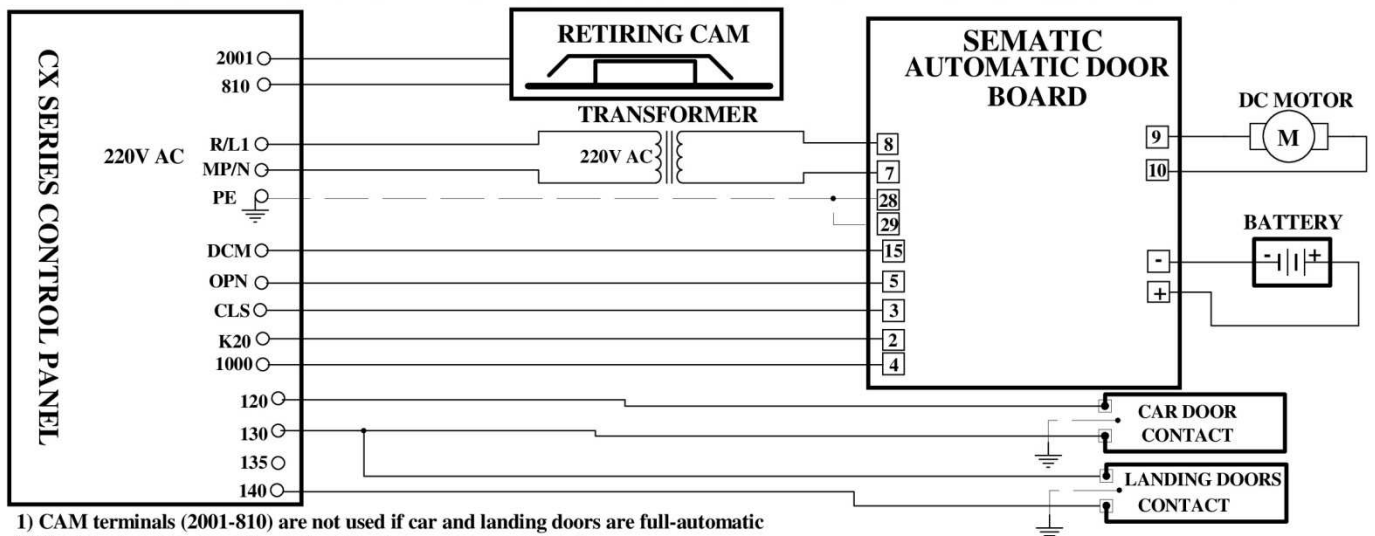 CX SERIES CONTROL PANEL
2001
810
220V AC
R/L1
MP/N
PE
DCM
OPN
CLS
K20
1000
120
130
135
140
RETIRING CAM
TRANSFORMER
220V AC
SEMATIC
AUTOMATIC DOOR
BOARD
8
7
28
29
15
5
3
2
4
9
10
-
+
DC MOTOR
M
BATTERY
- +
CAR DOOR
CONTACT
LANDING DOORS
CONTACT
1) CAM terminals (2001-810) are not used if car and landing doors are full-automatic